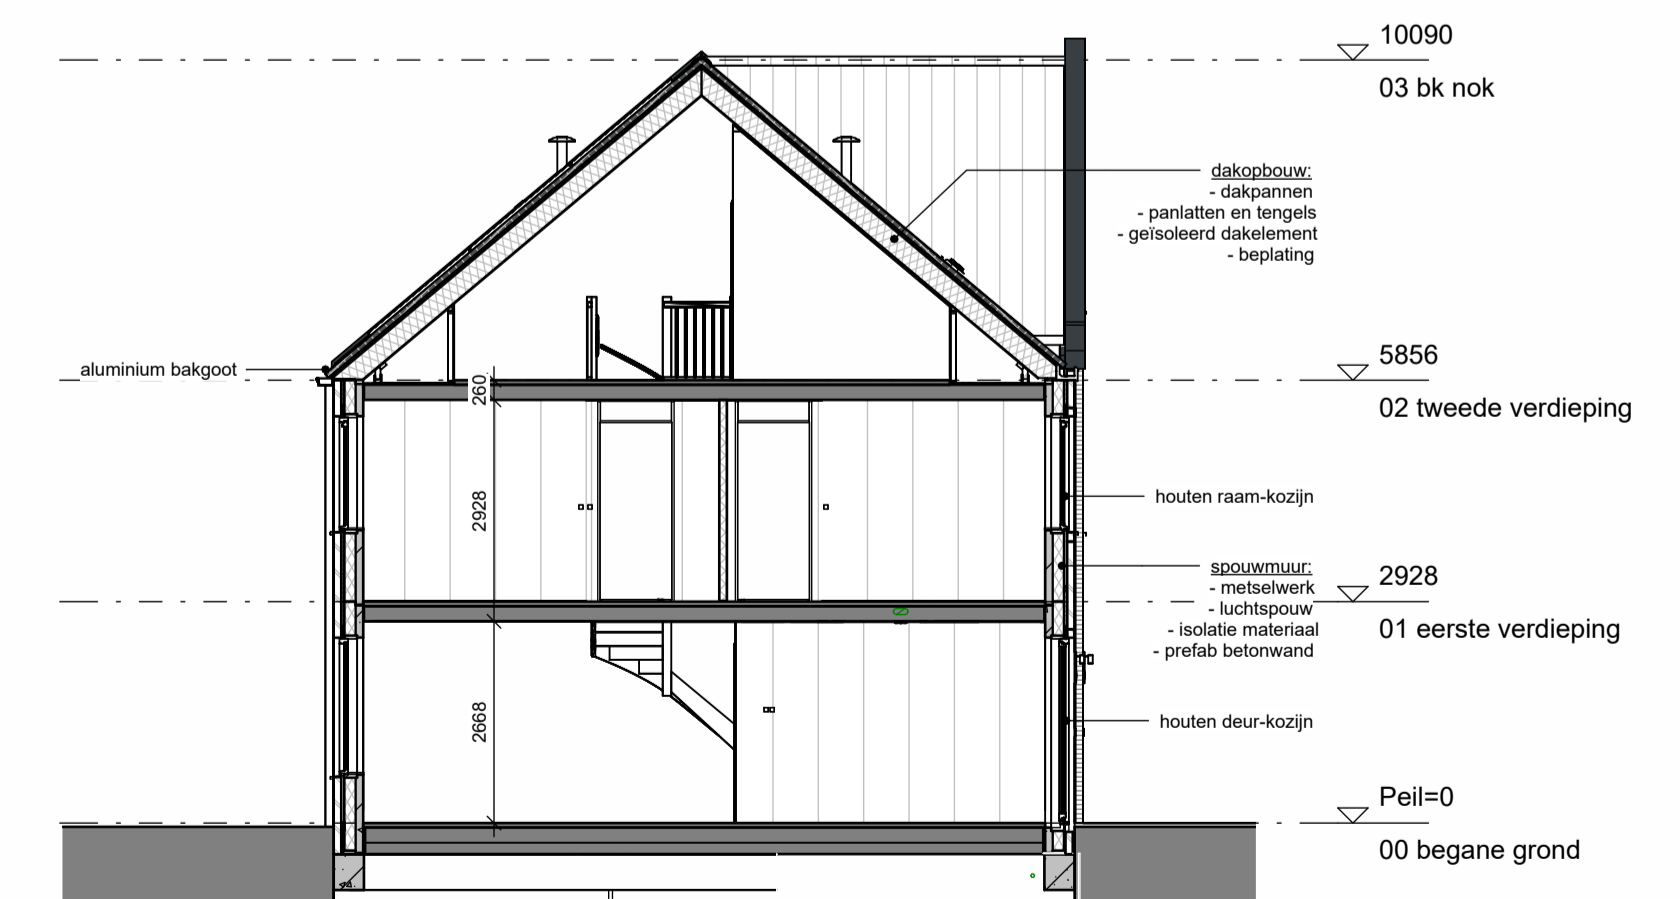 10090
03 bk nok
dakopbouw:
- dakpannen
- panlatten en tengels
- geïsoleerd dakelement
- beplating
5856
aluminium bakgoot
260
02 tweede verdieping
houten raam-kozijn
2928
spouwmuur:
- metselwerk
- luchtspouw
- isolatie materiaal
- prefab betonwand
2928
01 eerste verdieping
houten deur-kozijn
2668
Peil=0
00 begane grond